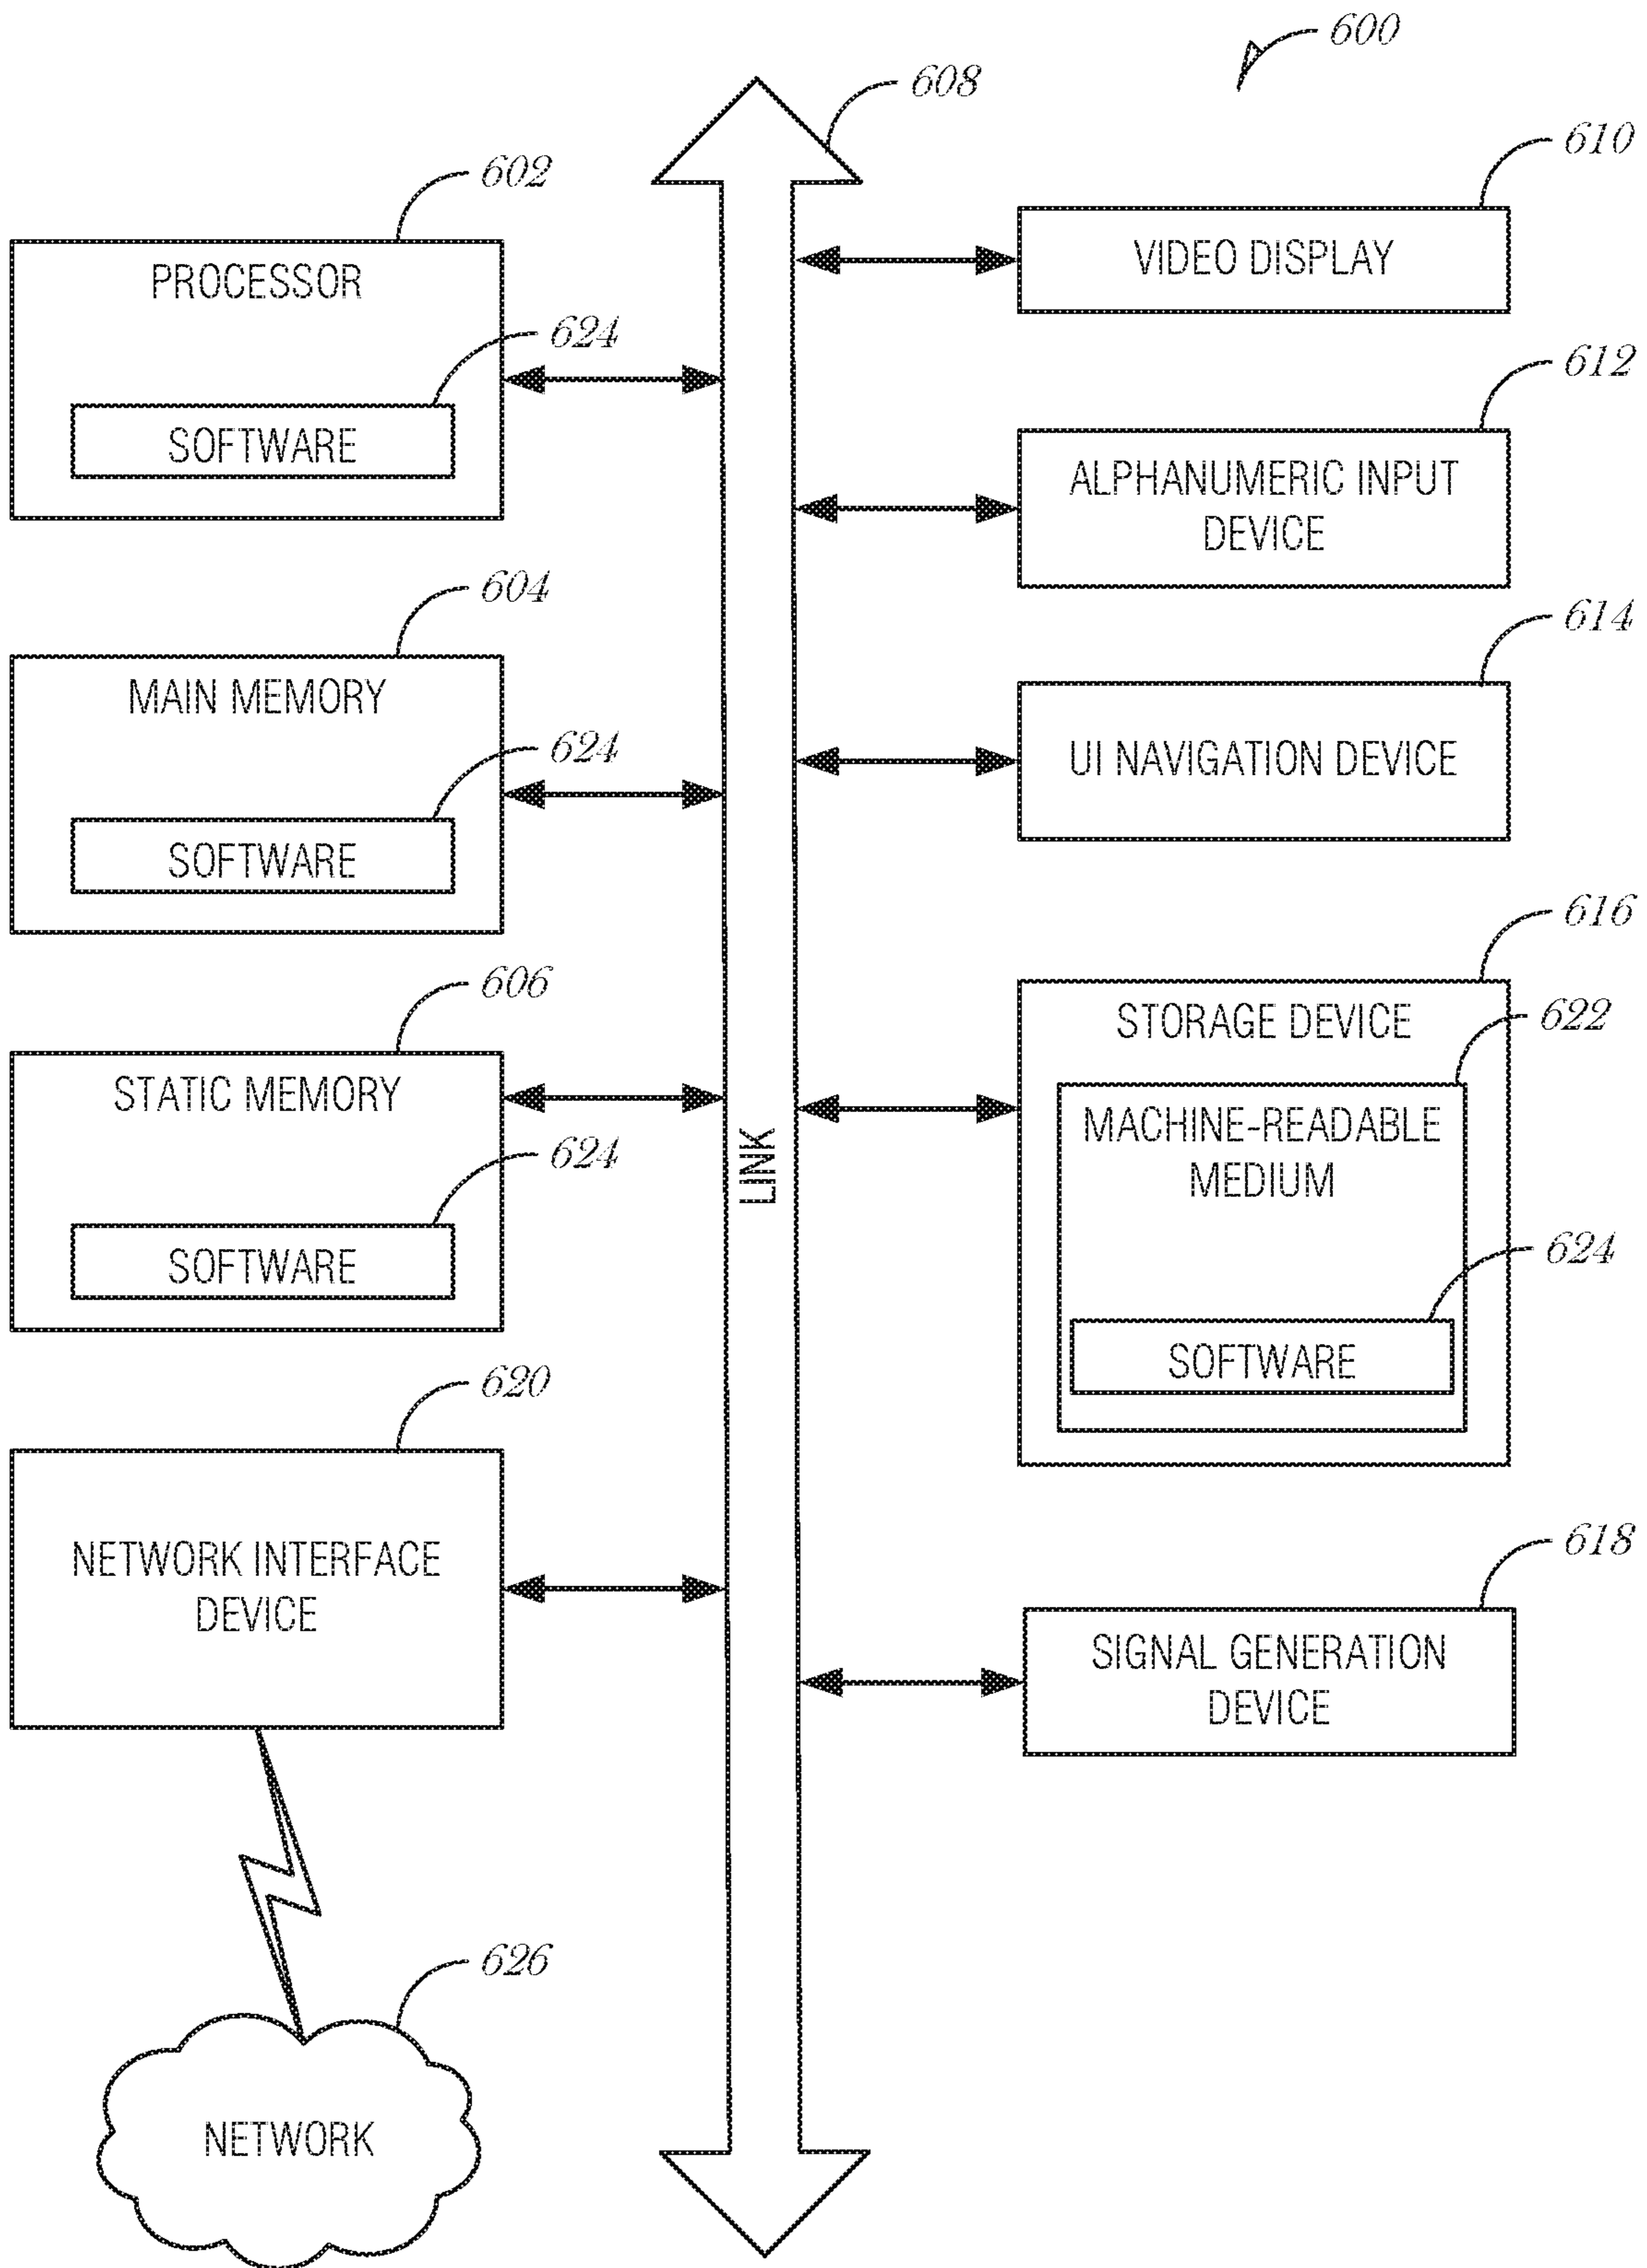 600
608
602
PROCESSOR
624
SOFTWARE
604
MAIN MEMORY
624
SOFTWARE
606
STATIC MEMORY
624
SOFTWARE
620
NETWORK INTERFACE
DEVICE
626
NETWORK
LINK
610
VIDEO DISPLAY
612
ALPHANUMERIC INPUT
DEVICE
614
UI NAVIGATION DEVICE
616
STORAGE DEVICE
622
MACHINE-READABLE
MEDIUM
624
SOFTWARE
618
SIGNAL GENERATION
DEVICE